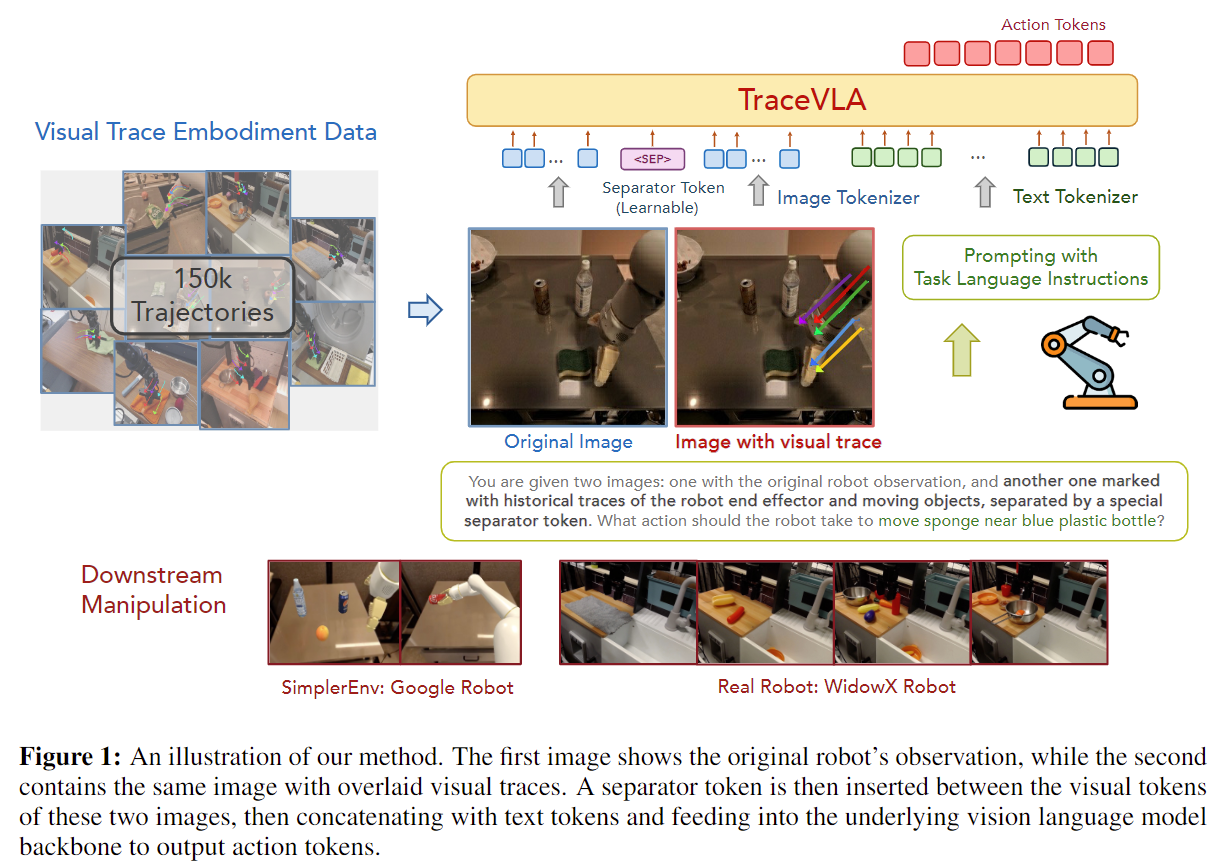 Action Tokens
TraceVLA
Visual Trace Embodiment Data
...
<SEP>
...
...
Separator Token
(Learnable)
Image Tokenizer
Text Tokenizer
150k
Trajectories
Prompting with
Task Language Instructions
Original Image
Image with visual trace
You are given two images: one with the original robot observation, and another one marked
with historical traces of the robot end effector and moving objects, separated by a special
separator token. What action should the robot take to move sponge near blue plastic bottle?
Downstream
Manipulation
SimplerEnv: Google Robot
Real Robot: WidowX Robot
Figure 1: An illustration of our method. The first image shows the original robot's observation, while the second
contains the same image with overlaid visual traces. A separator token is then inserted between the visual tokens
of these two images, then concatenating with text tokens and feeding into the underlying vision language model
backbone to output action tokens.